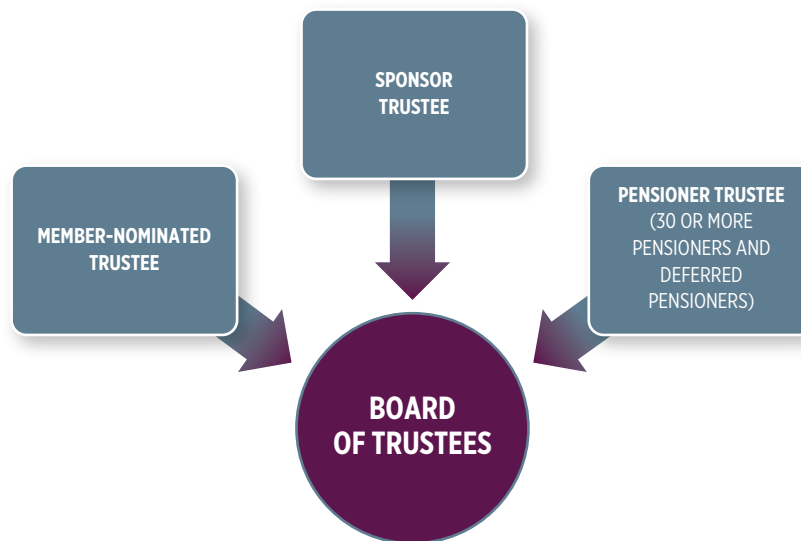 SPONSOR
TRUSTEE
MEMBER-NOMINATED
TRUSTEE
PENSIONER TRUSTEE
(30 OR MORE
PENSIONERS AND
DEFERRED
PENSIONERS)
BOARD
OF TRUSTEES